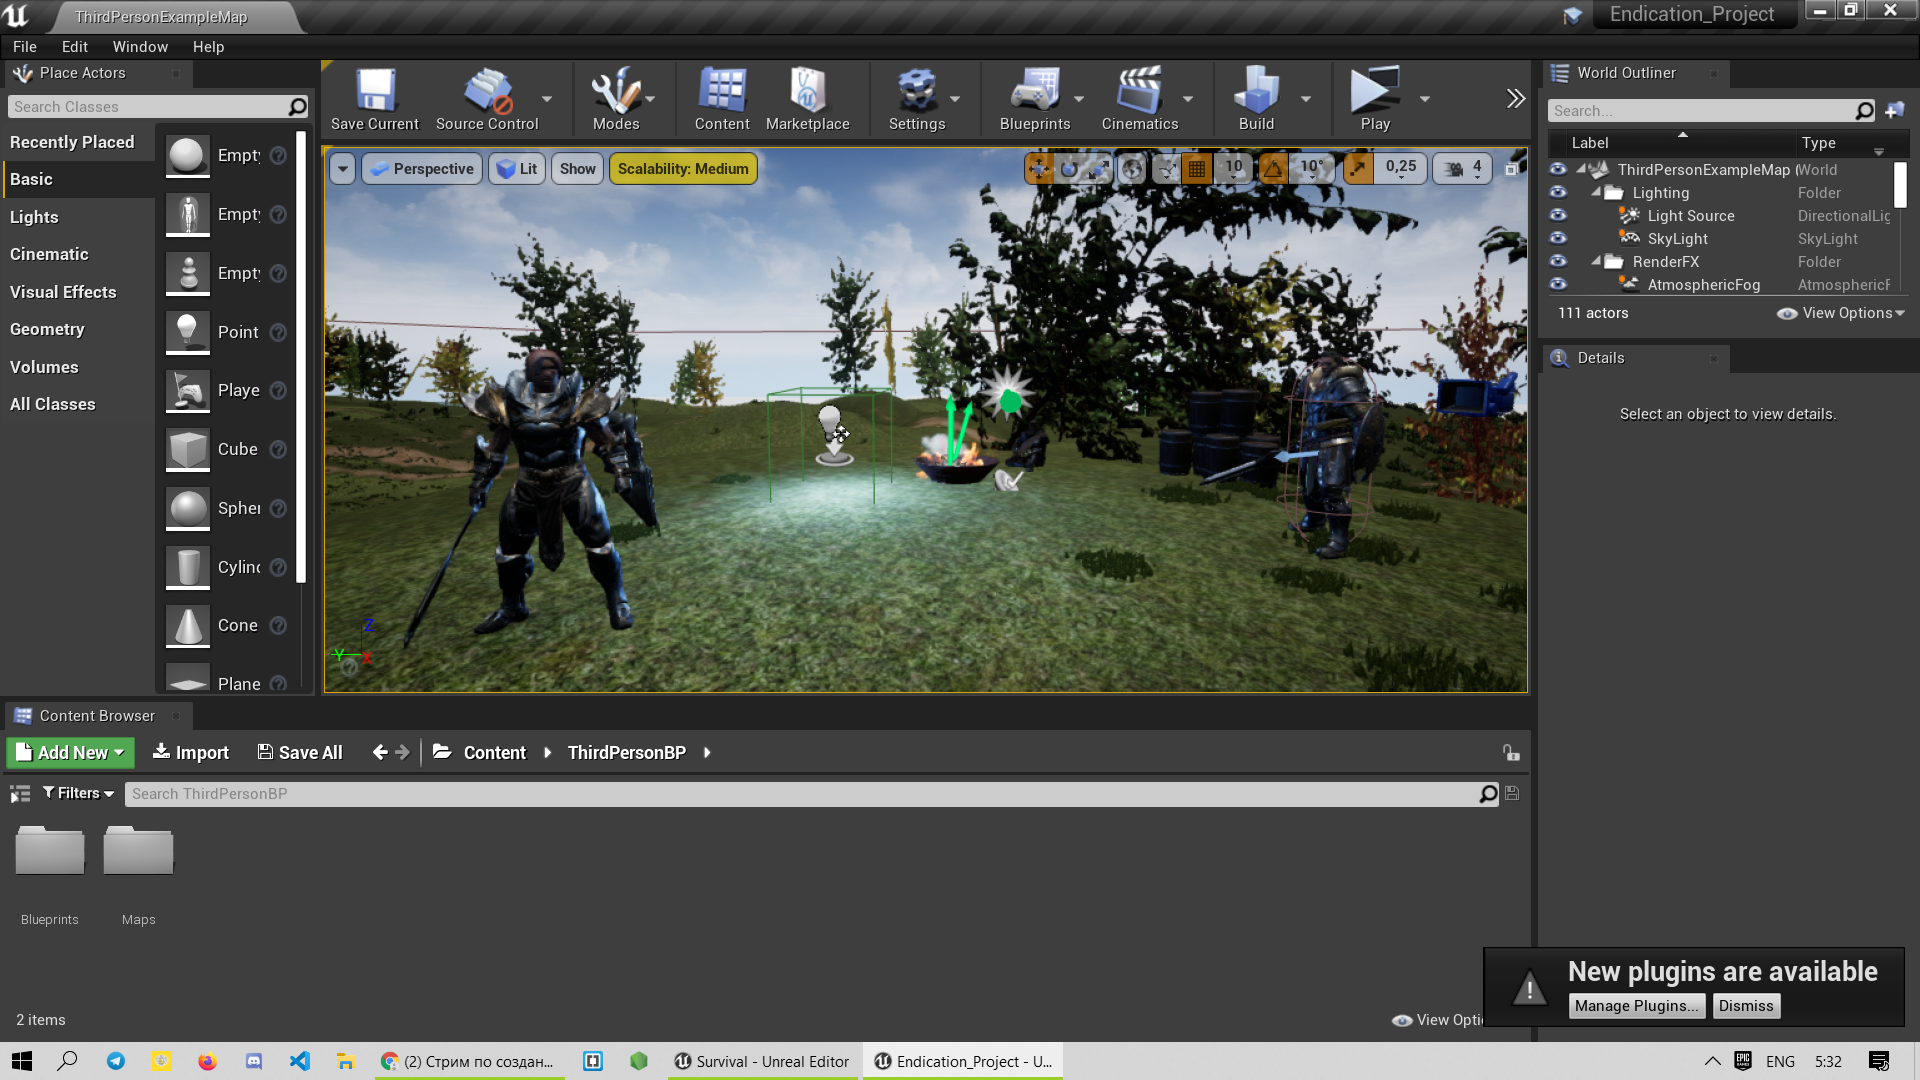 ThirdPersonExampleMap
Endication_Project
File Edit Window Help
Place Actors
Search Classes
Recently Placed
Basic
Lights
Cinematic
Visual Effects
Geometry
Volumes
All Classes
Empty
Empty
Empty
Point
Playe
Cube
Spher
Cylind
Cone
Plane
Save Current
Source Control
Modes
Content
Marketplace
Settings
Blueprints
Cinematics
Build
Play
Perspective
Lit
Show
Scalability: Medium
10
10°
0,25
4
Z
Y
X
World Outliner
Search...
Label
Type
ThirdPersonExampleMap (
World
Lighting
Folder
Light Source
DirectionalLig
SkyLight
SkyLight
RenderFX
Folder
AtmosphericFog
AtmosphericF
111 actors
View Options
Details
Select an object to view details.
Content Browser
Add New
Import
Save All
Content
ThirdPersonBP
Filters
Search ThirdPersonBP
Blueprints
Maps
2 items
View Opti
New plugins are available
Manage Plugins...
Dismiss
(2) Стрим по создан...
Survival - Unreal Editor
Endication_Project - U...
EPIC
ENG
5:32